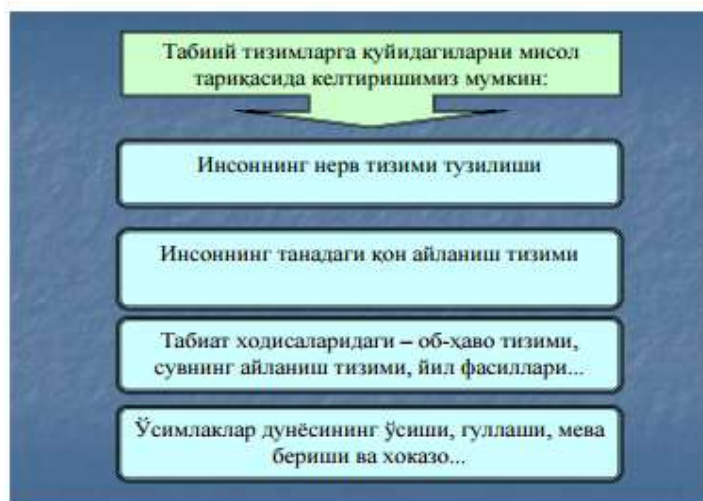 Табиий тизимларга қуйидагиларни мисол
тариқасида келтиришимиз мумкин:
Инсоннинг нерв тизими тузилиши
Инсоннинг танадаги қон айланиш тизими
Табиат ходисаларидаги – об-ҳаво тизими,
сувнинг айланиш тизими, йил фасиллари...
Ўсимлаклар дунёсининг ўсиши, гуллаши, мева
бериши ва хоказо...